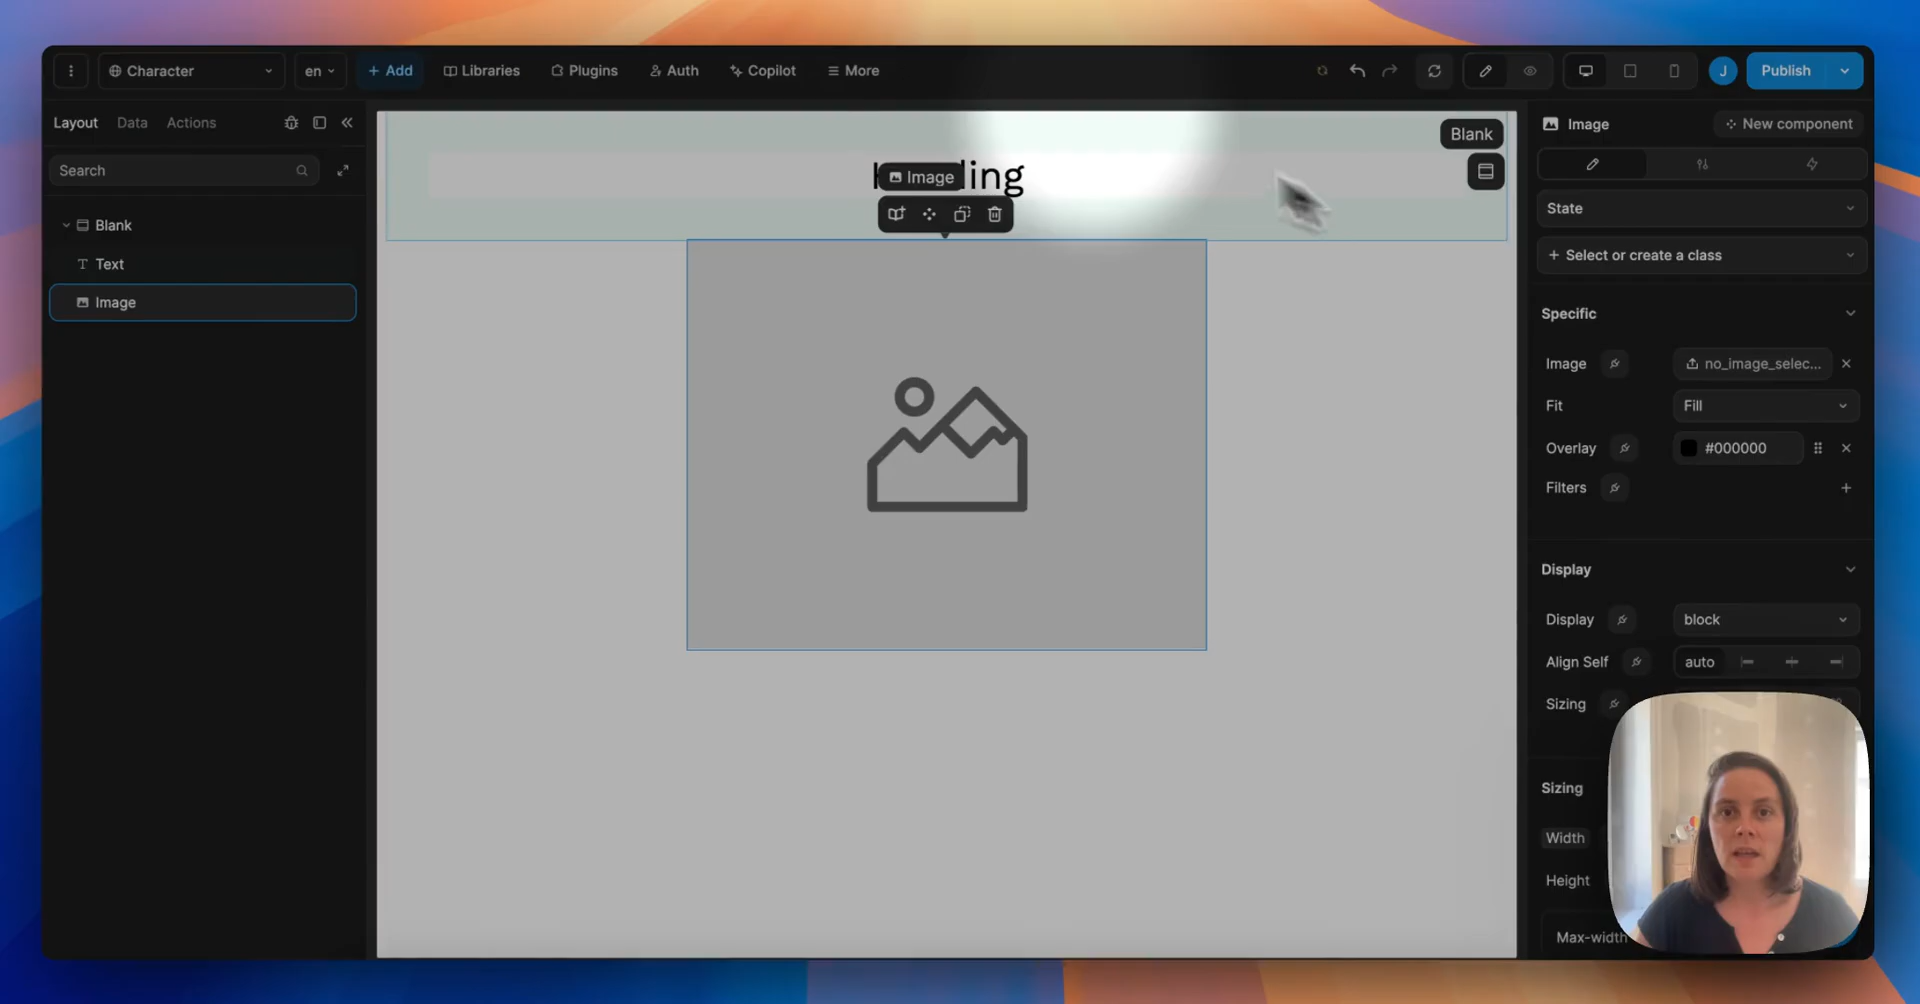 Character
en
+ Add
Libraries
Plugins
Auth
Copilot
More
J
Publish
Layout
Data
Actions
Search
Blank
Text
Image
Blank
Image
Image
New component
State
+ Select or create a class
Specific
Image
no_image_selec...
Fit
Fill
Overlay
#000000
Filters
Display
Display
block
Align Self
auto
Sizing
Sizing
Width
Height
Max-width